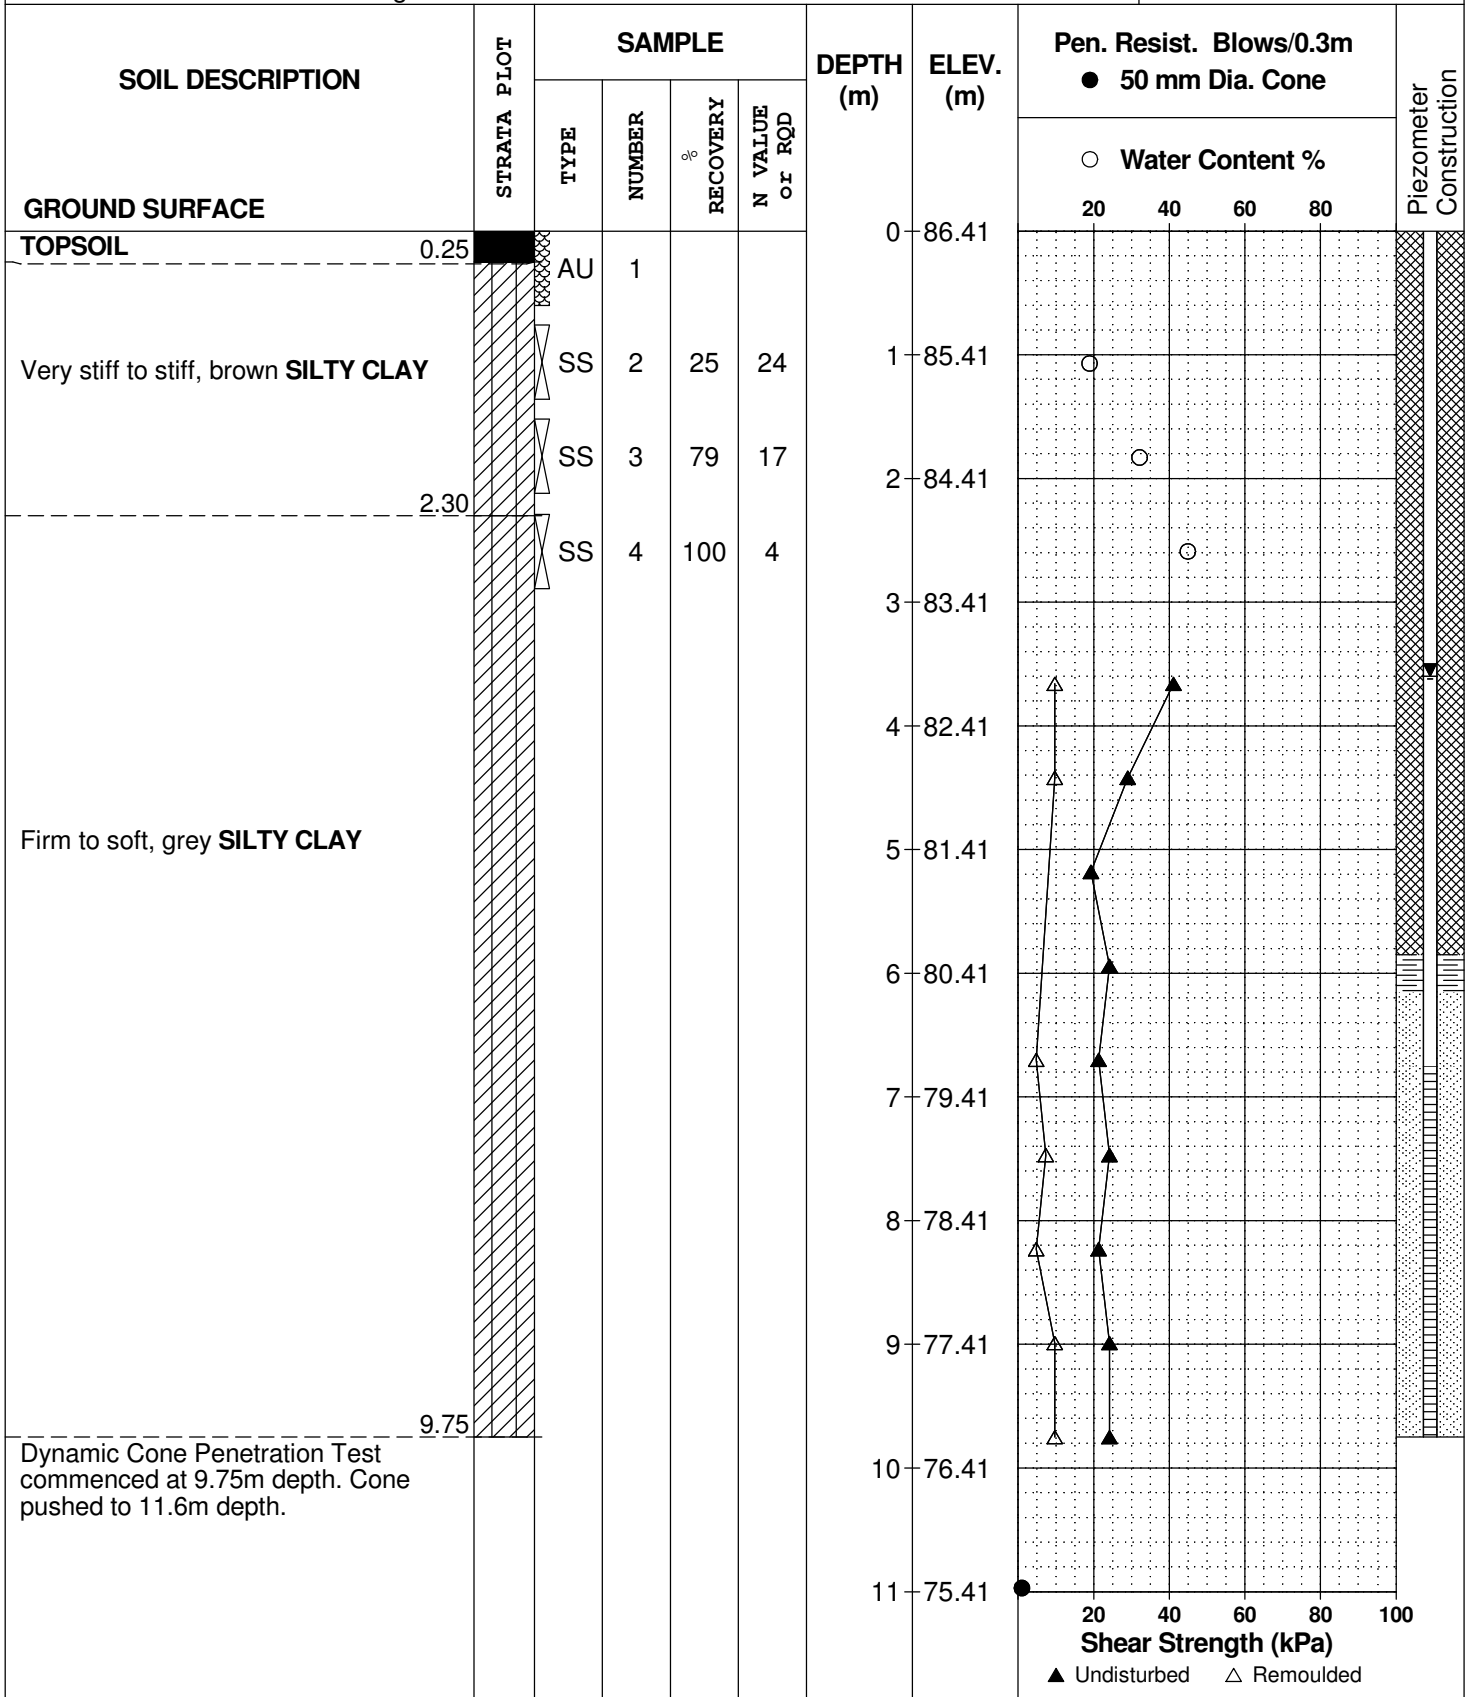 SOIL DESCRIPTION
GROUND SURFACE
STRATA PLOT
SAMPLE
TYPE
NUMBER
%
RECOVERY
N VALUE
or RQD
DEPTH
(m)
ELEV.
(m)
Pen. Resist. Blows/0.3m
● 50 mm Dia. Cone
○ Water Content %
20 40 60 80
Piezometer
Construction
TOPSOIL 0.25
AU 1
0 86.41
Very stiff to stiff, brown SILTY CLAY
SS 2 25 24
1 85.41
SS 3 79 17
2 84.41
2.30
SS 4 100 4
3 83.41
4 82.41
Firm to soft, grey SILTY CLAY
5 81.41
6 80.41
7 79.41
8 78.41
9 77.41
9.75
Dynamic Cone Penetration Test
commenced at 9.75m depth. Cone
pushed to 11.6m depth.
10 76.41
11 75.41
20 40 60 80 100
Shear Strength (kPa)
▲ Undisturbed △ Remoulded